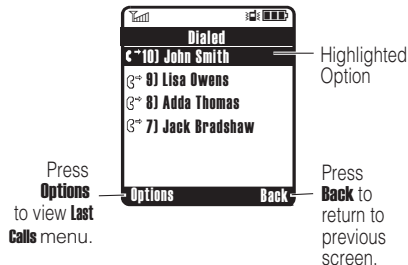 Dialed
10) John Smith
9) Lisa Owens
8) Adda Thomas
7) Jack Bradshaw
Options
Back
Highlighted
Option
Press
Options
to view Last
Calls menu.
Press
Back to
return to
previous
screen.